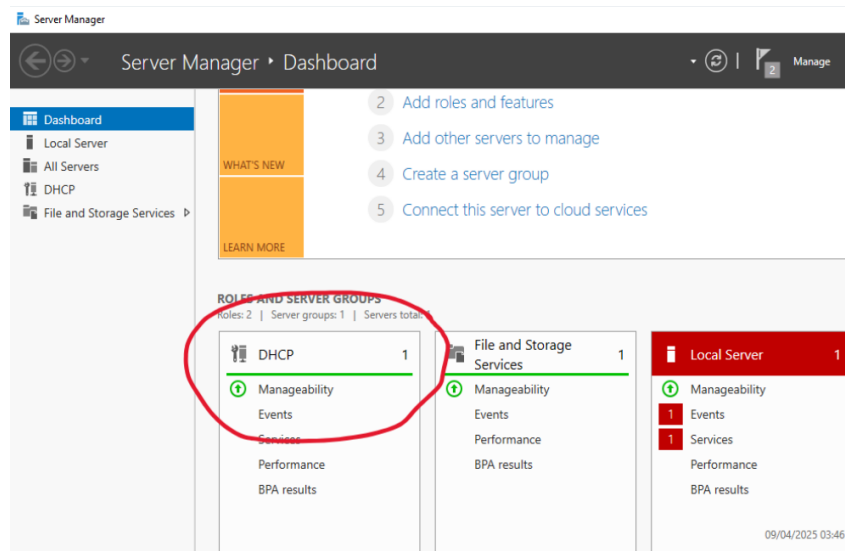 Server Manager
Server Manager • Dashboard
2
Manage
Dashboard
Local Server
All Servers
DHCP
File and Storage Services
2 Add roles and features
3 Add other servers to manage
4 Create a server group
5 Connect this server to cloud services
WHAT'S NEW
LEARN MORE
ROLES AND SERVER GROUPS
Roles: 2 | Server groups: 1 | Servers total:
DHCP 1
Manageability
Events
Services
Performance
BPA results
File and Storage
Services 1
Manageability
Events
Performance
BPA results
Local Server 1
Manageability
1 Events
1 Services
Performance
BPA results
09/04/2025 03:46